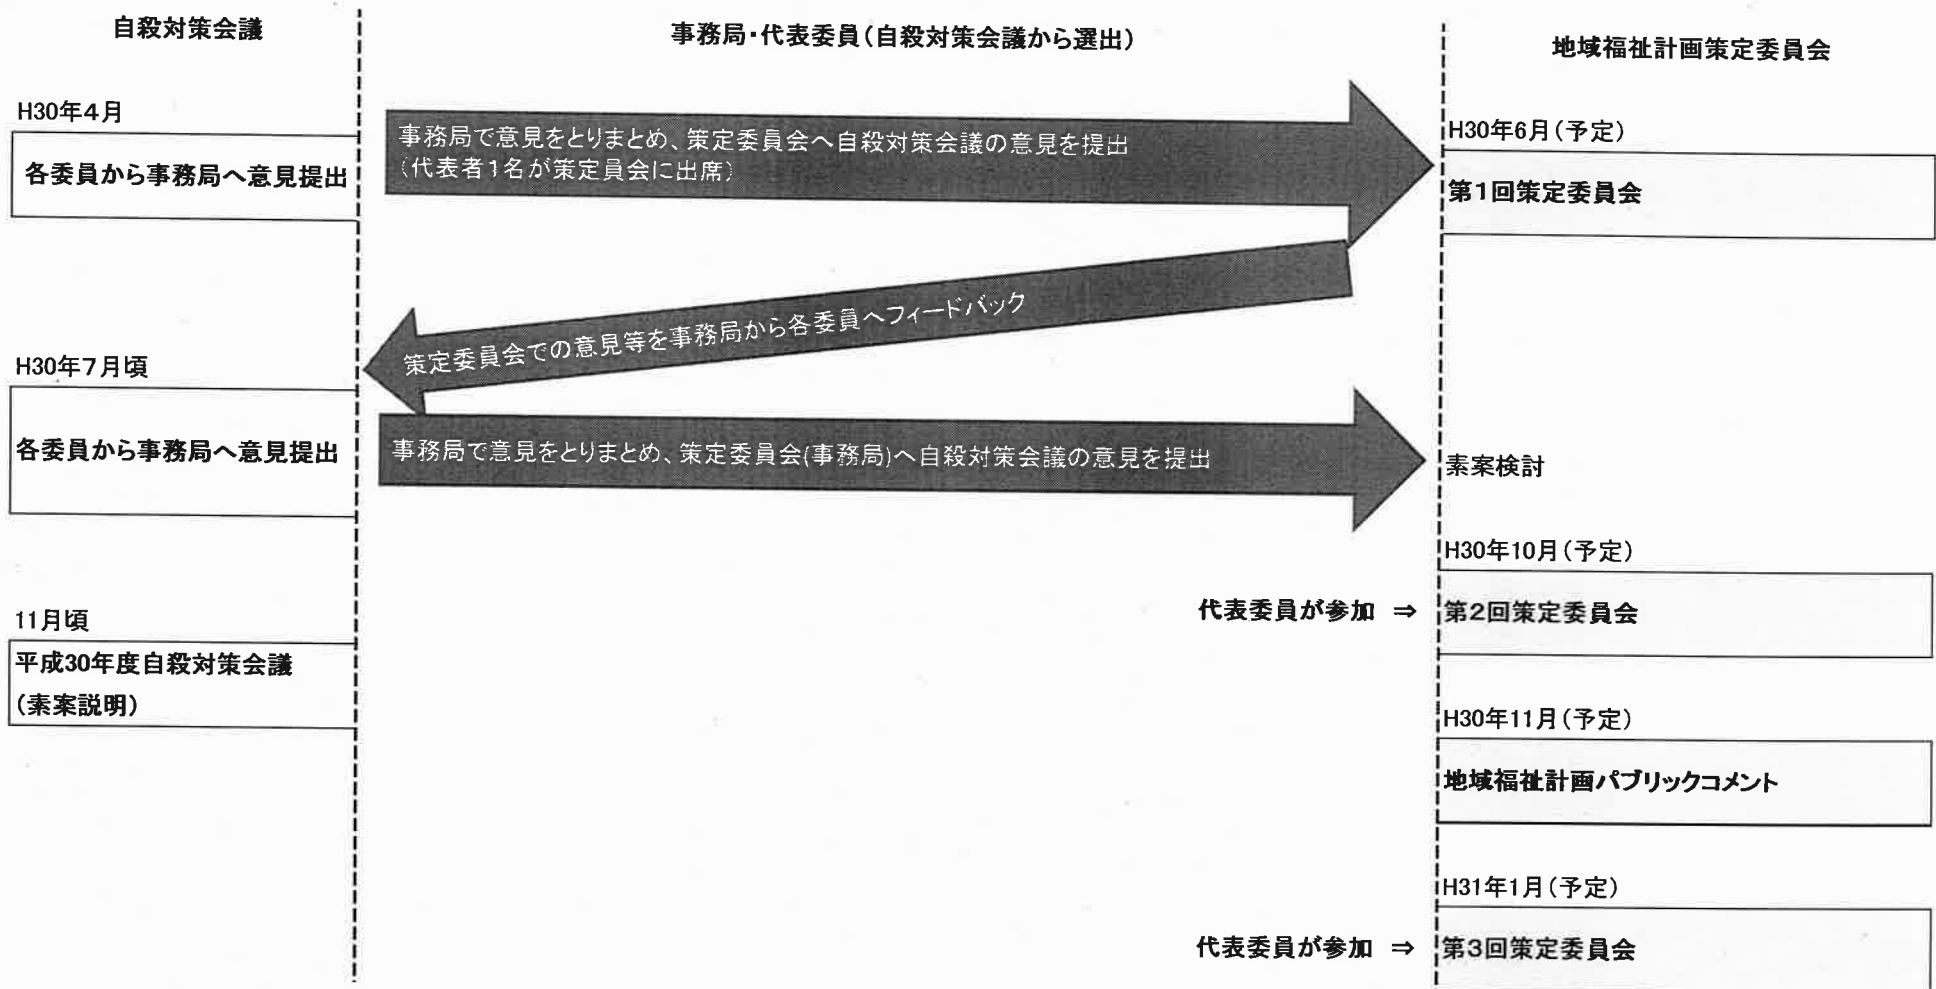 自殺対策会議
事務局・代表委員(自殺対策会議から選出)
地域福祉計画策定委員会
H30年4月
各委員から事務局へ意見提出
事務局で意見をとりまとめ、策定委員会へ自殺対策会議の意見を提出
(代表者1名が策定員会に出席)
H30年6月(予定)
第1回策定委員会
策定委員会での意見等を事務局から各委員へフィードバック
H30年7月頃
各委員から事務局へ意見提出
事務局で意見をとりまとめ、策定委員会(事務局)へ自殺対策会議の意見を提出
素案検討
H30年10月(予定)
代表委員が参加 ⇒
第2回策定委員会
11月頃
平成30年度自殺対策会議
(素案説明)
H30年11月(予定)
地域福祉計画パブリックコメント
H31年1月(予定)
代表委員が参加 ⇒
第3回策定委員会